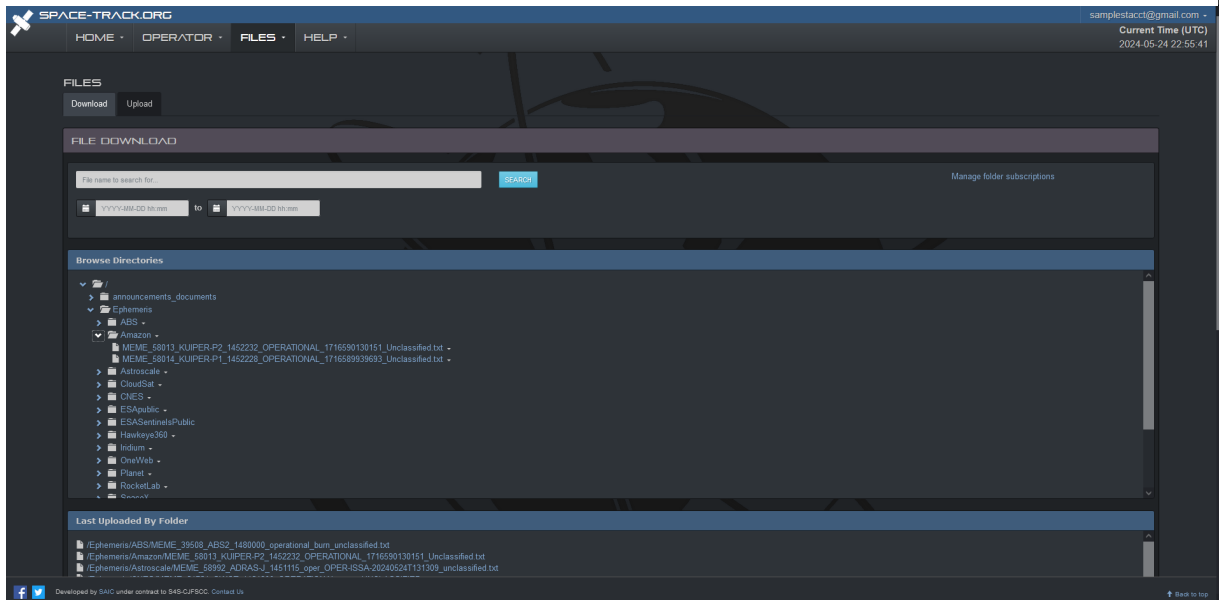 SPACE-TRACK.ORG
samplestacct@gmail.com
HOME OPERATOR FILES HELP
Current Time (UTC)
2024-05-24 22:55:41
FILES
Download Upload
FILE DOWNLOAD
File name to search for...
SEARCH
Manage folder subscriptions
YYYY-MM-DD hh:mm to YYYY-MM-DD hh:mm
Browse Directories
/
announcements_documents
Ephemeris
ABS
Amazon
MEME_58013_KUIPER-P2_1452232_OPERATIONAL_1716590130151_Unclassified.txt
MEME_58014_KUIPER-P1_1452228_OPERATIONAL_1716589939693_Unclassified.txt
Astroscale
CloudSat
CNES
ESApublic
ESASentinelsPublic
Hawkeye360
Iridium
OneWeb
Planet
RocketLab
SpaceX
Last Uploaded By Folder
/Ephemeris/ABS/MEME_39508_ABS2_1480000_operational_burn_unclassified.txt
/Ephemeris/Amazon/MEME_58013_KUIPER-P2_1452232_OPERATIONAL_1716590130151_Unclassified.txt
/Ephemeris/Astroscale/MEME_58992_ADRAS-J_1451115_oper_OPER-ISSA-20240524T131309_unclassified.txt
Developed by SAIC under contract to S4S-CJFSCC. Contact Us
Back to top